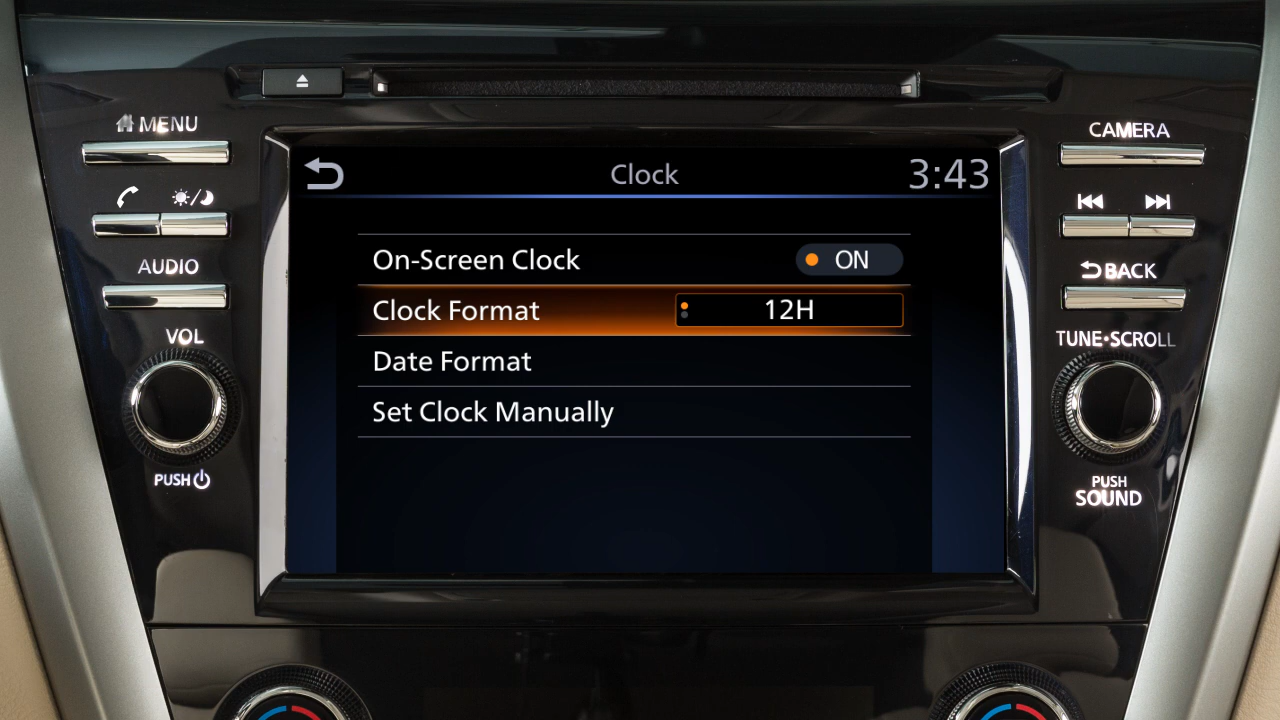 MENU
AUDIO
VOL
PUSH
Clock
3:43
On-Screen Clock
ON
Clock Format
12H
Date Format
Set Clock Manually
CAMERA
BACK
TUNE•SCROLL
PUSH
SOUND